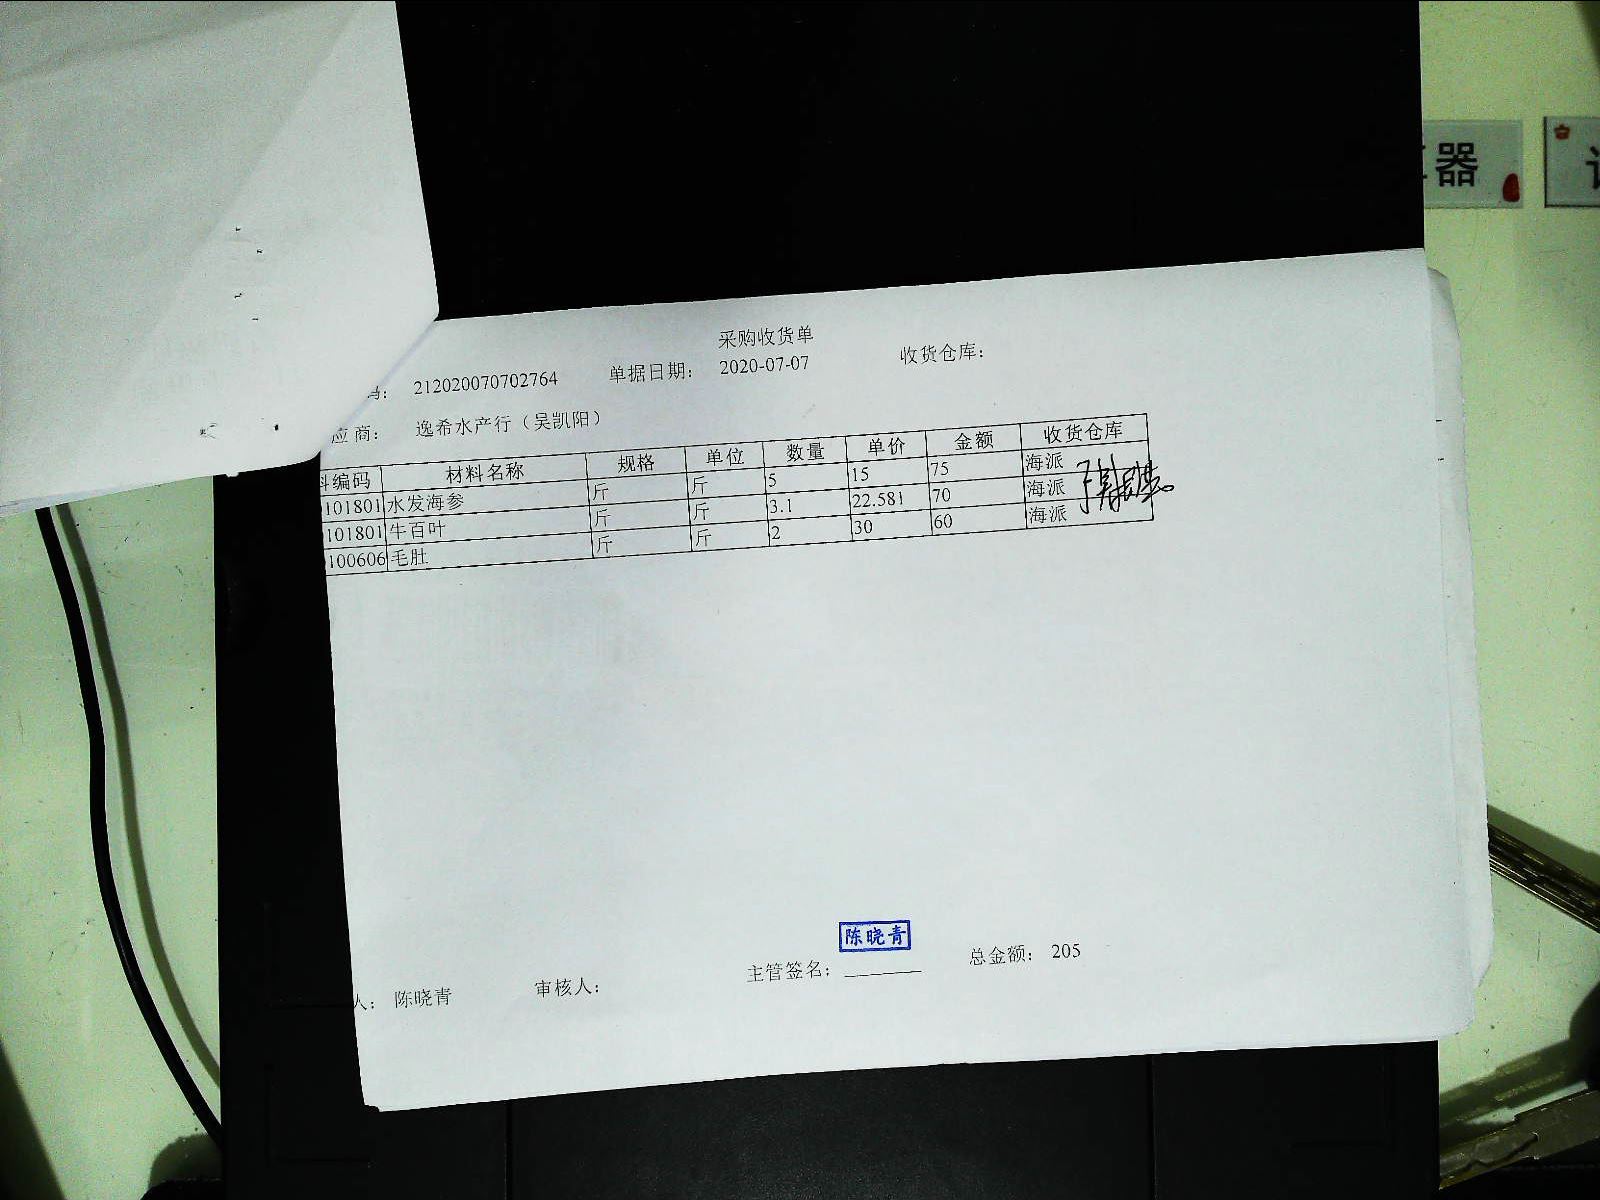 采购收货单
码： 212020070702764 单据日期： 2020-07-07 收货仓库：
应商： 逸希水产行（吴凯阳）
料编码 材料名称 规格 单位 数量 单价 金额 收货仓库
101801 水发海参 斤 斤 5 15 75 海派
101801 牛百叶 斤 斤 3.1 22.581 70 海派
100606 毛肚 斤 斤 2 30 60 海派
陈晓青
人： 陈晓青 审核人： 主管签名： 总金额： 205
器